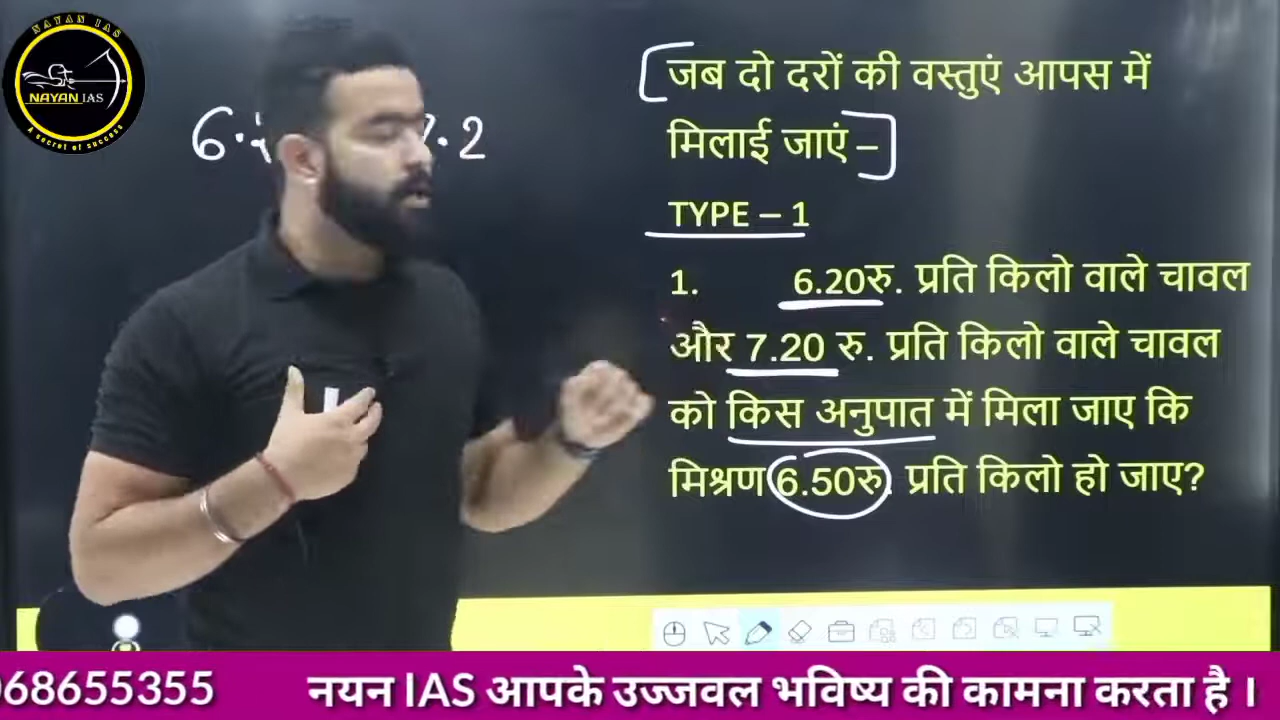 NAYAN IAS
NAYAN IAS
A secret of success
जब दो दरों की वस्तुएं आपस में
मिलाई जाएं –
TYPE – 1
1. 6.20रु. प्रति किलो वाले चावल
और 7.20 रु. प्रति किलो वाले चावल
को किस अनुपात में मिला जाए कि
मिश्रण 6.50रु. प्रति किलो हो जाए?
068655355 नयन IAS आपके उज्जवल भविष्य की कामना करता है ।